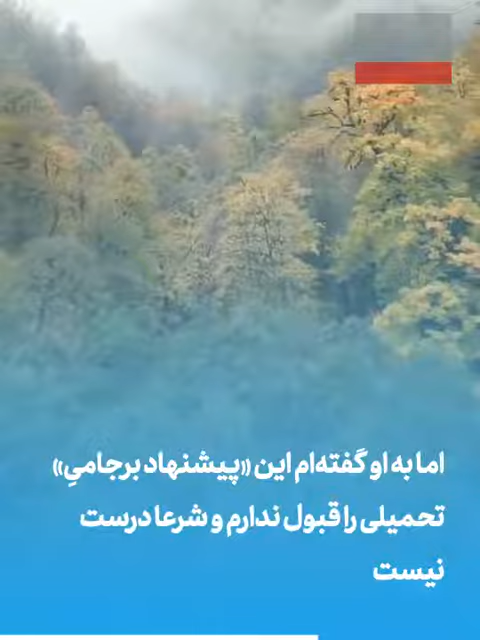 اما به او گفته‌ام این «پیشنهاد برجامیِ»
تحمیلی را قبول ندارم و شرعا درست
نیست